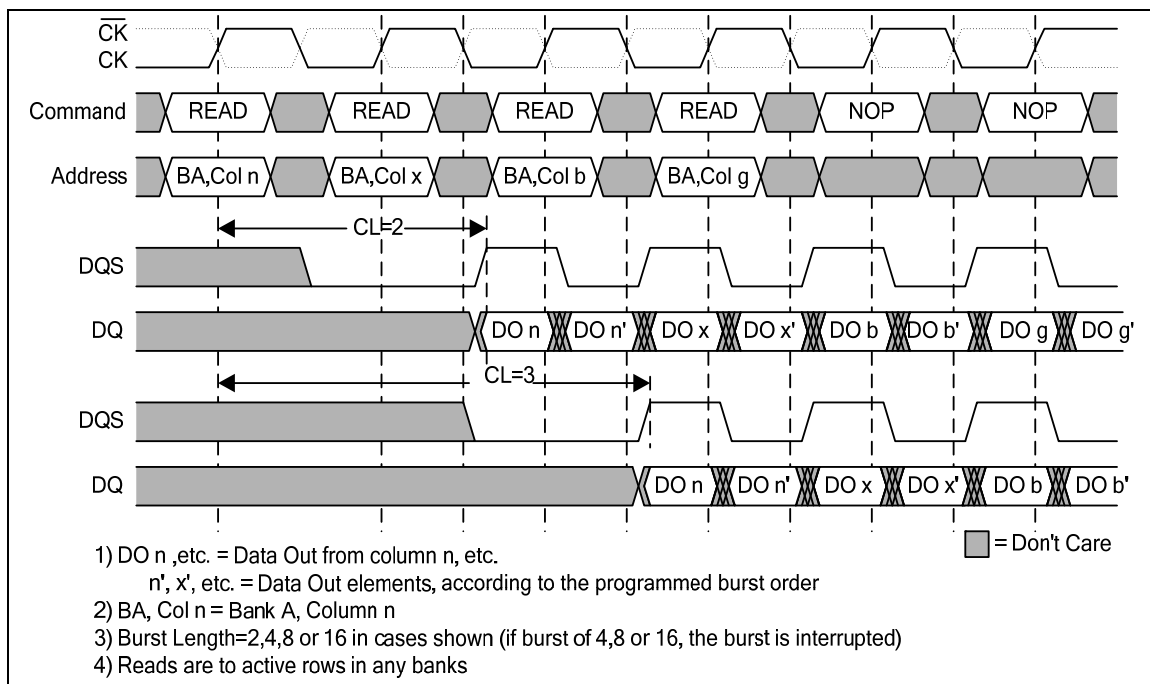 CK
CK
Command READ READ READ READ NOP NOP
Address BA,Col n BA,Col x BA,Col b BA,Col g
CL=2
DQS
DQ DO n DO n' DO x DO x' DO b DO b' DO g DO g'
CL=3
DQS
DQ DO n DO n' DO x DO x' DO b DO b'
= Don't Care
1) DO n ,etc. = Data Out from column n, etc.
n', x', etc. = Data Out elements, according to the programmed burst order
2) BA, Col n = Bank A, Column n
3) Burst Length=2,4,8 or 16 in cases shown (if burst of 4,8 or 16, the burst is interrupted)
4) Reads are to active rows in any banks